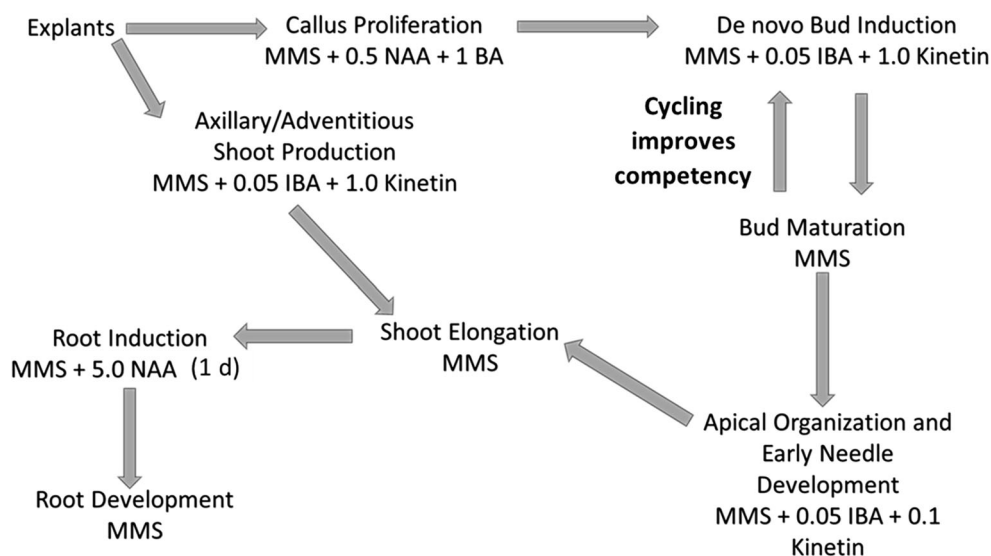 Explants
Callus Proliferation
MMS + 0.5 NAA + 1 BA
De novo Bud Induction
MMS + 0.05 IBA + 1.0 Kinetin
Cycling
improves
competency
Axillary/Adventitious
Shoot Production
MMS + 0.05 IBA + 1.0 Kinetin
Bud Maturation
MMS
Shoot Elongation
MMS
Root Induction
MMS + 5.0 NAA (1 d)
Apical Organization and
Early Needle
Development
MMS + 0.05 IBA + 0.1
Kinetin
Root Development
MMS